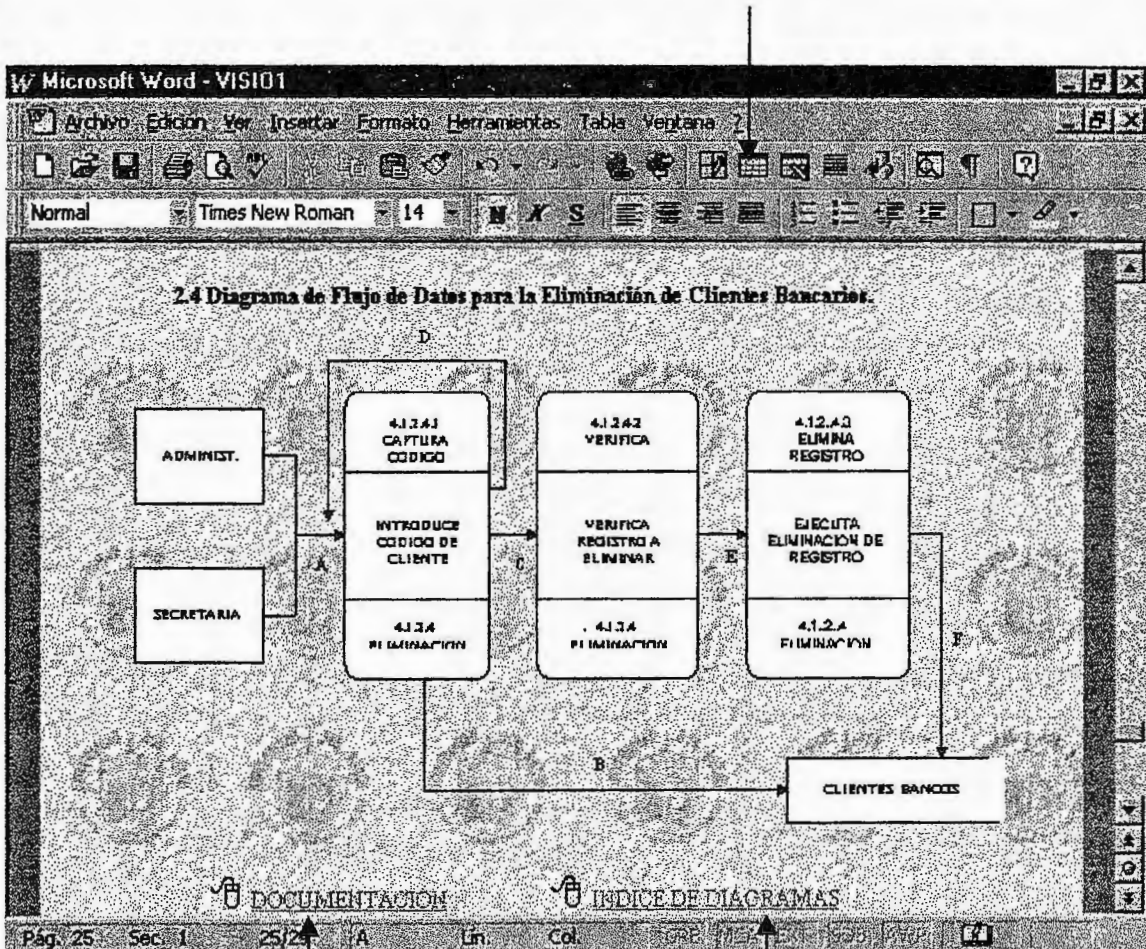 Microsoft Word - VISIO1
Archivo Edicion Ver Insertar Formato Herramientas Tabla Ventana ?
Normal Times New Roman 14 N K S
2.4 Diagrama de Flujo de Datos para la Eliminación de Clientes Bancarios.
D
ADMINIST.
SECRETARIA
A
4.1.2.4.1
CAPTURA
CODIGO
INTRODUCE
CODIGO DE
CLIENTE
4.1.2.4
ELIMINACION
C
4.1.2.4.2
VERIFICA
VERIFICA
REGISTRO A
ELIMINAR
4.1.2.4
ELIMINACION
E
4.1.2.4.3
ELIMINA
REGISTRO
EJECUTA
ELIMINACION DE
REGISTRO
4.1.2.4
ELIMINACION
F
B
CLIENTES BANCOS
DOCUMENTACION INDICE DE DIAGRAMAS
Pág. 25 Sec. 1 A Lín. Col.